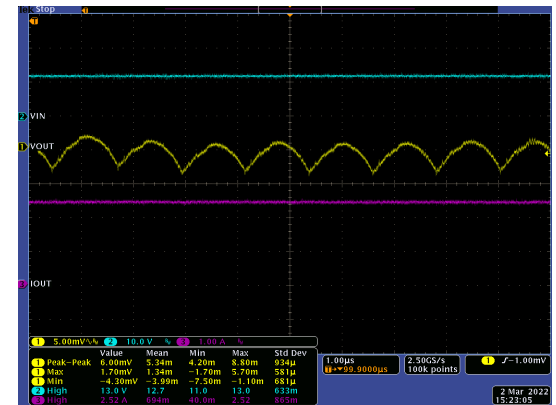 Tek Stop
2 VIN
1 VOUT
3 IOUT
1 5.00mV 2 10.0 V 3 1.00 A
Value Mean Min Max Std Dev
1 Peak-Peak 6.00mV 5.34m 4.20m 8.80m 934µ
1 Max 1.70mV 1.34m -1.70m 5.70m 581µ
1 Min -4.30mV -3.99m -7.50m -1.10m 681µ
2 High 13.0 V 12.7 11.0 13.0 633m
3 High 2.52 A 694m 40.0m 2.52 865m
1.00µs
T→▼99.9000µs
2.50GS/s
100k points
1 -1.00mV
2 Mar 2022
15:23:05